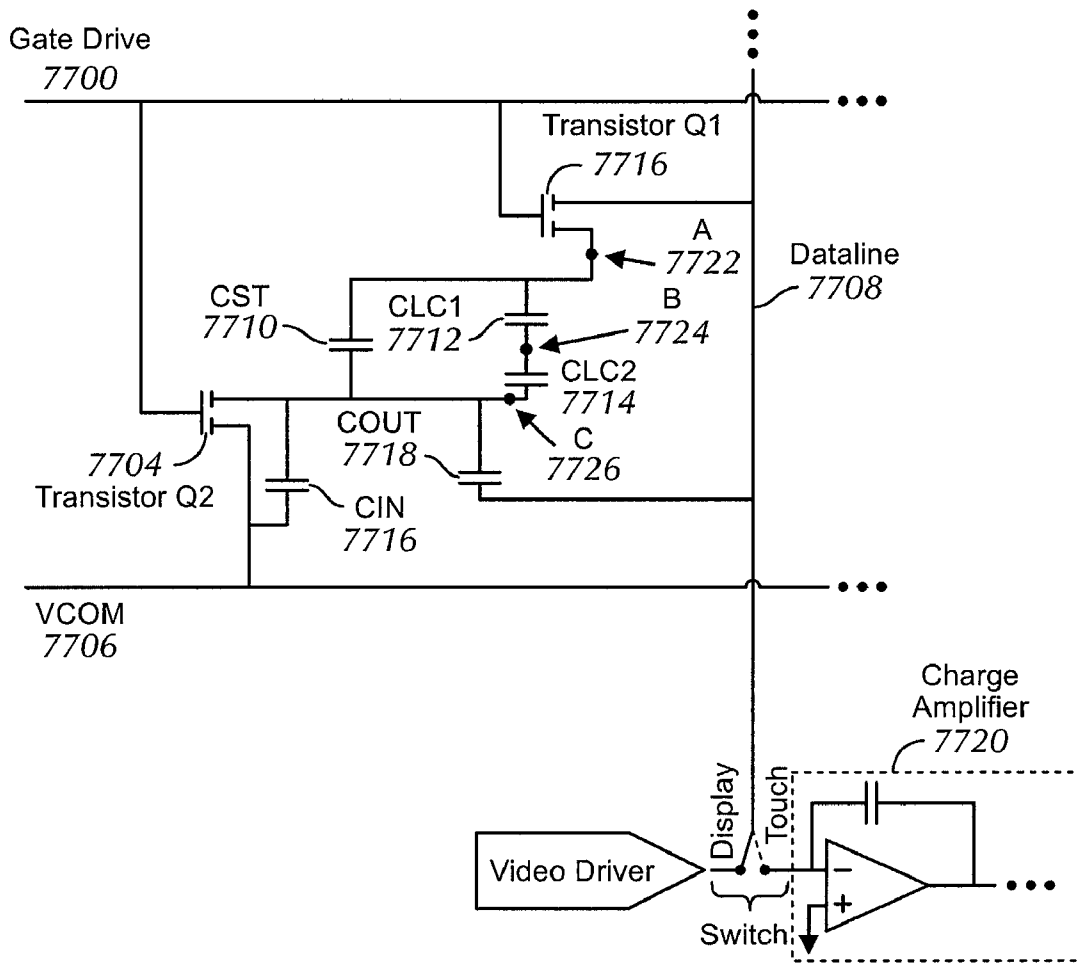 Gate Drive
7700
Transistor Q1
7716
A
7722
Dataline
7708
CST
7710
CLC1
7712
B
7724
CLC2
7714
COUT
7718
C
7726
7704
Transistor Q2
CIN
7716
VCOM
7706
Charge
Amplifier
7720
Display
Touch
Video Driver
Switch
−
+